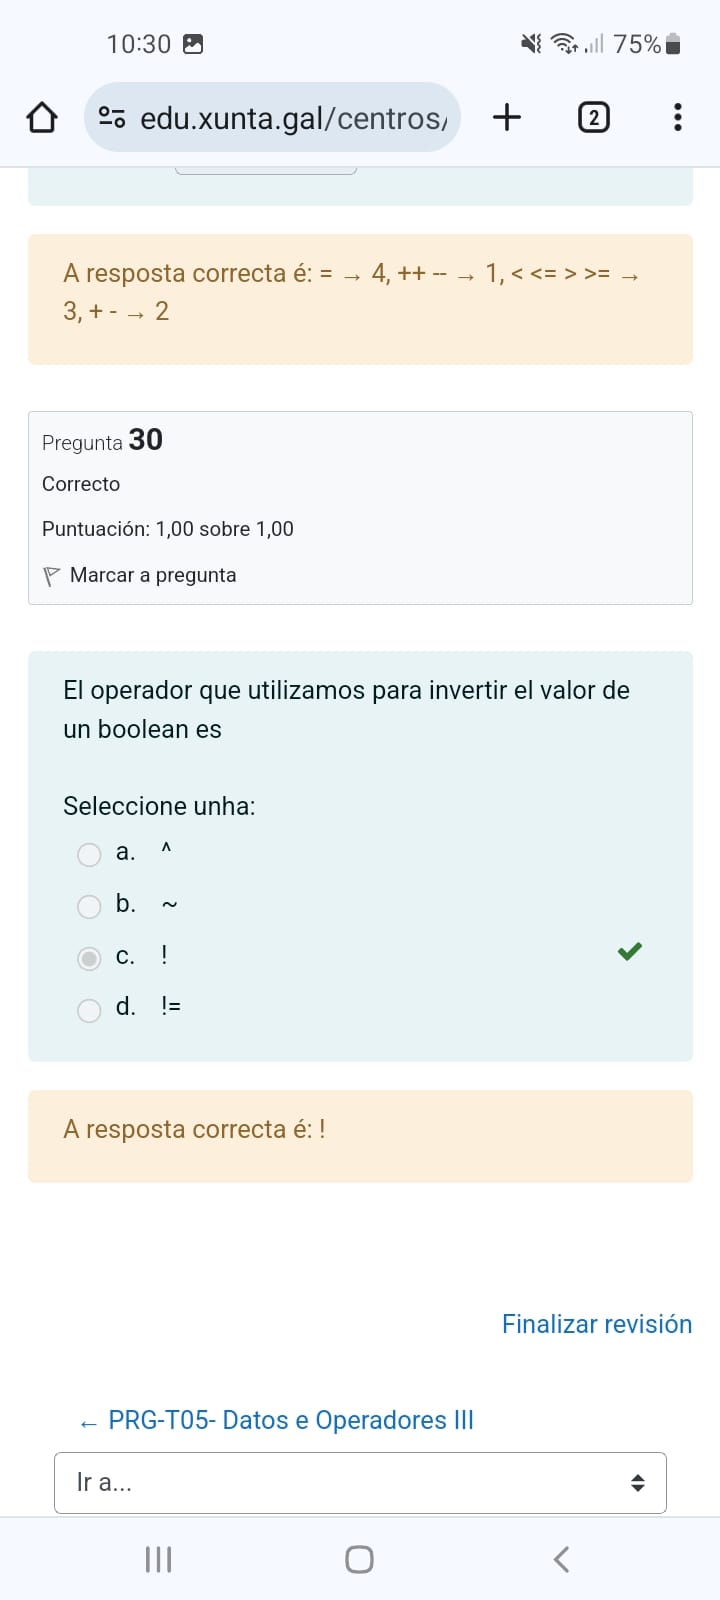 10:30
75%
edu.xunta.gal/centros/
2
A resposta correcta é: = → 4, ++ -- → 1, < <= > >= →
3, + - → 2
Pregunta 30
Correcto
Puntuación: 1,00 sobre 1,00
Marcar a pregunta
El operador que utilizamos para invertir el valor de
un boolean es
Seleccione unha:
a. ^
b. ~
c. !
d. !=
A resposta correcta é: !
Finalizar revisión
← PRG-T05- Datos e Operadores III
Ir a...